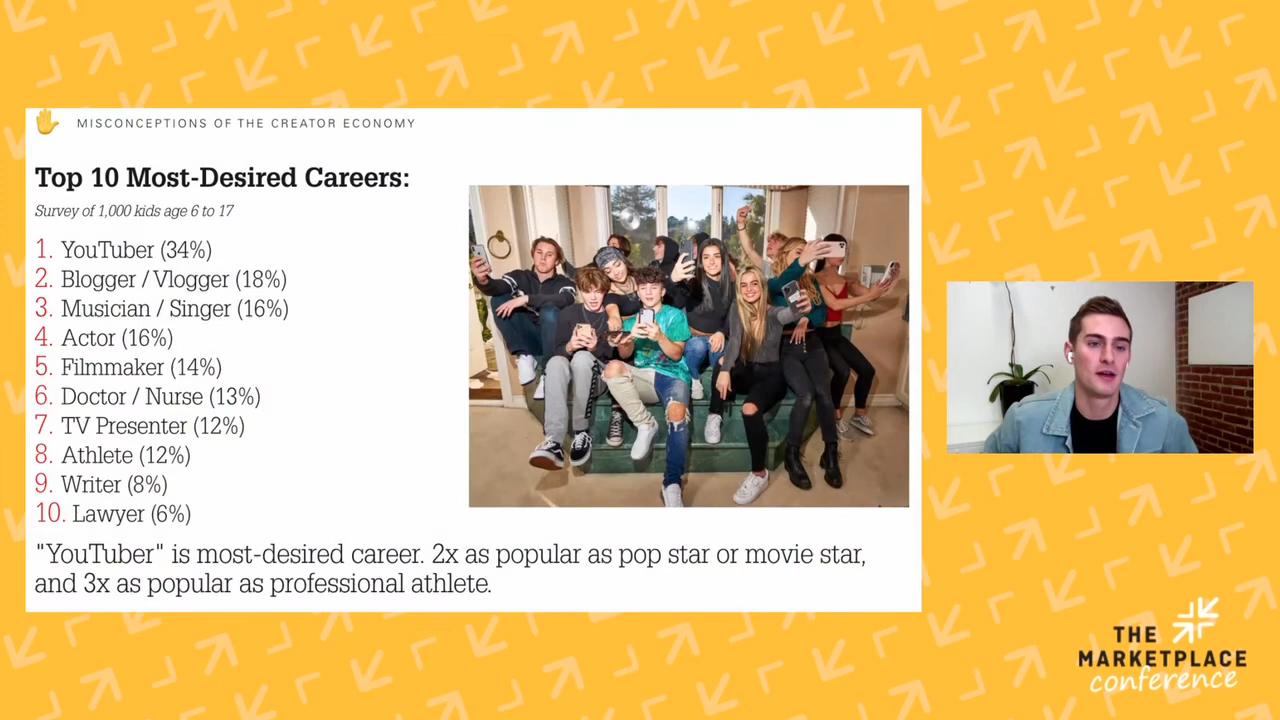 MISCONCEPTIONS OF THE CREATOR ECONOMY
Top 10 Most-Desired Careers:
Survey of 1,000 kids age 6 to 17
1. YouTuber (34%)
2. Blogger / Vlogger (18%)
3. Musician / Singer (16%)
4. Actor (16%)
5. Filmmaker (14%)
6. Doctor / Nurse (13%)
7. TV Presenter (12%)
8. Athlete (12%)
9. Writer (8%)
10. Lawyer (6%)
"YouTuber" is most-desired career. 2x as popular as pop star or movie star,
and 3x as popular as professional athlete.
THE
MARKETPLACE
conference